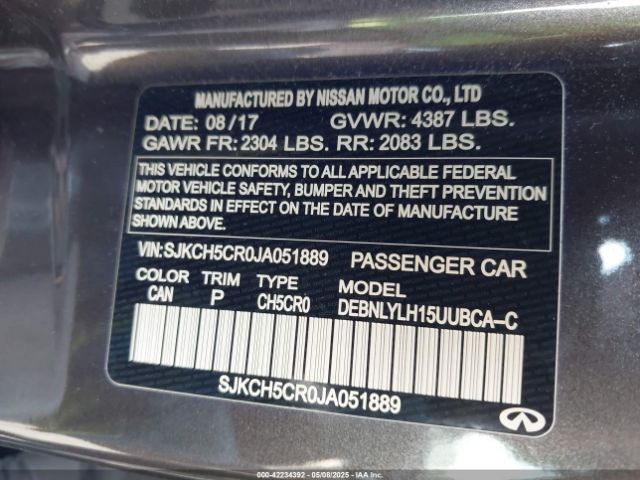 MANUFACTURED BY NISSAN MOTOR CO., LTD
DATE: 08/17 GVWR: 4387 LBS.
GAWR FR: 2304 LBS. RR: 2083 LBS.
THIS VEHICLE CONFORMS TO ALL APPLICABLE FEDERAL
MOTOR VEHICLE SAFETY, BUMPER AND THEFT PREVENTION
STANDARDS IN EFFECT ON THE DATE OF MANUFACTURE
SHOWN ABOVE.
VIN:SJKCH5CR0JA051889 PASSENGER CAR
COLOR TRIM TYPE MODEL
CAN P CH5CR0 DEBNLYLH15UUBCA-C
SJKCH5CR0JA051889
000-42234392 05/08/2025 - IAAI.COM